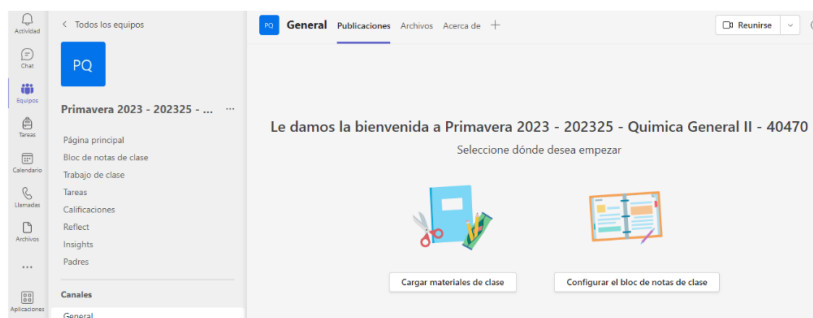 Actividad
Chat
Equipos
Tareas
Calendario
Llamadas
Archivos
...
Aplicaciones
< Todos los equipos
PQ
Primavera 2023 - 202325 - ... ...
Página principal
Bloc de notas de clase
Trabajo de clase
Tareas
Calificaciones
Reflect
Insights
Padres
Canales
General
PQ General Publicaciones Archivos Acerca de +
Reunirse
Le damos la bienvenida a Primavera 2023 - 202325 - Quimica General II - 40470
Seleccione dónde desea empezar
Cargar materiales de clase
Configurar el bloc de notas de clase